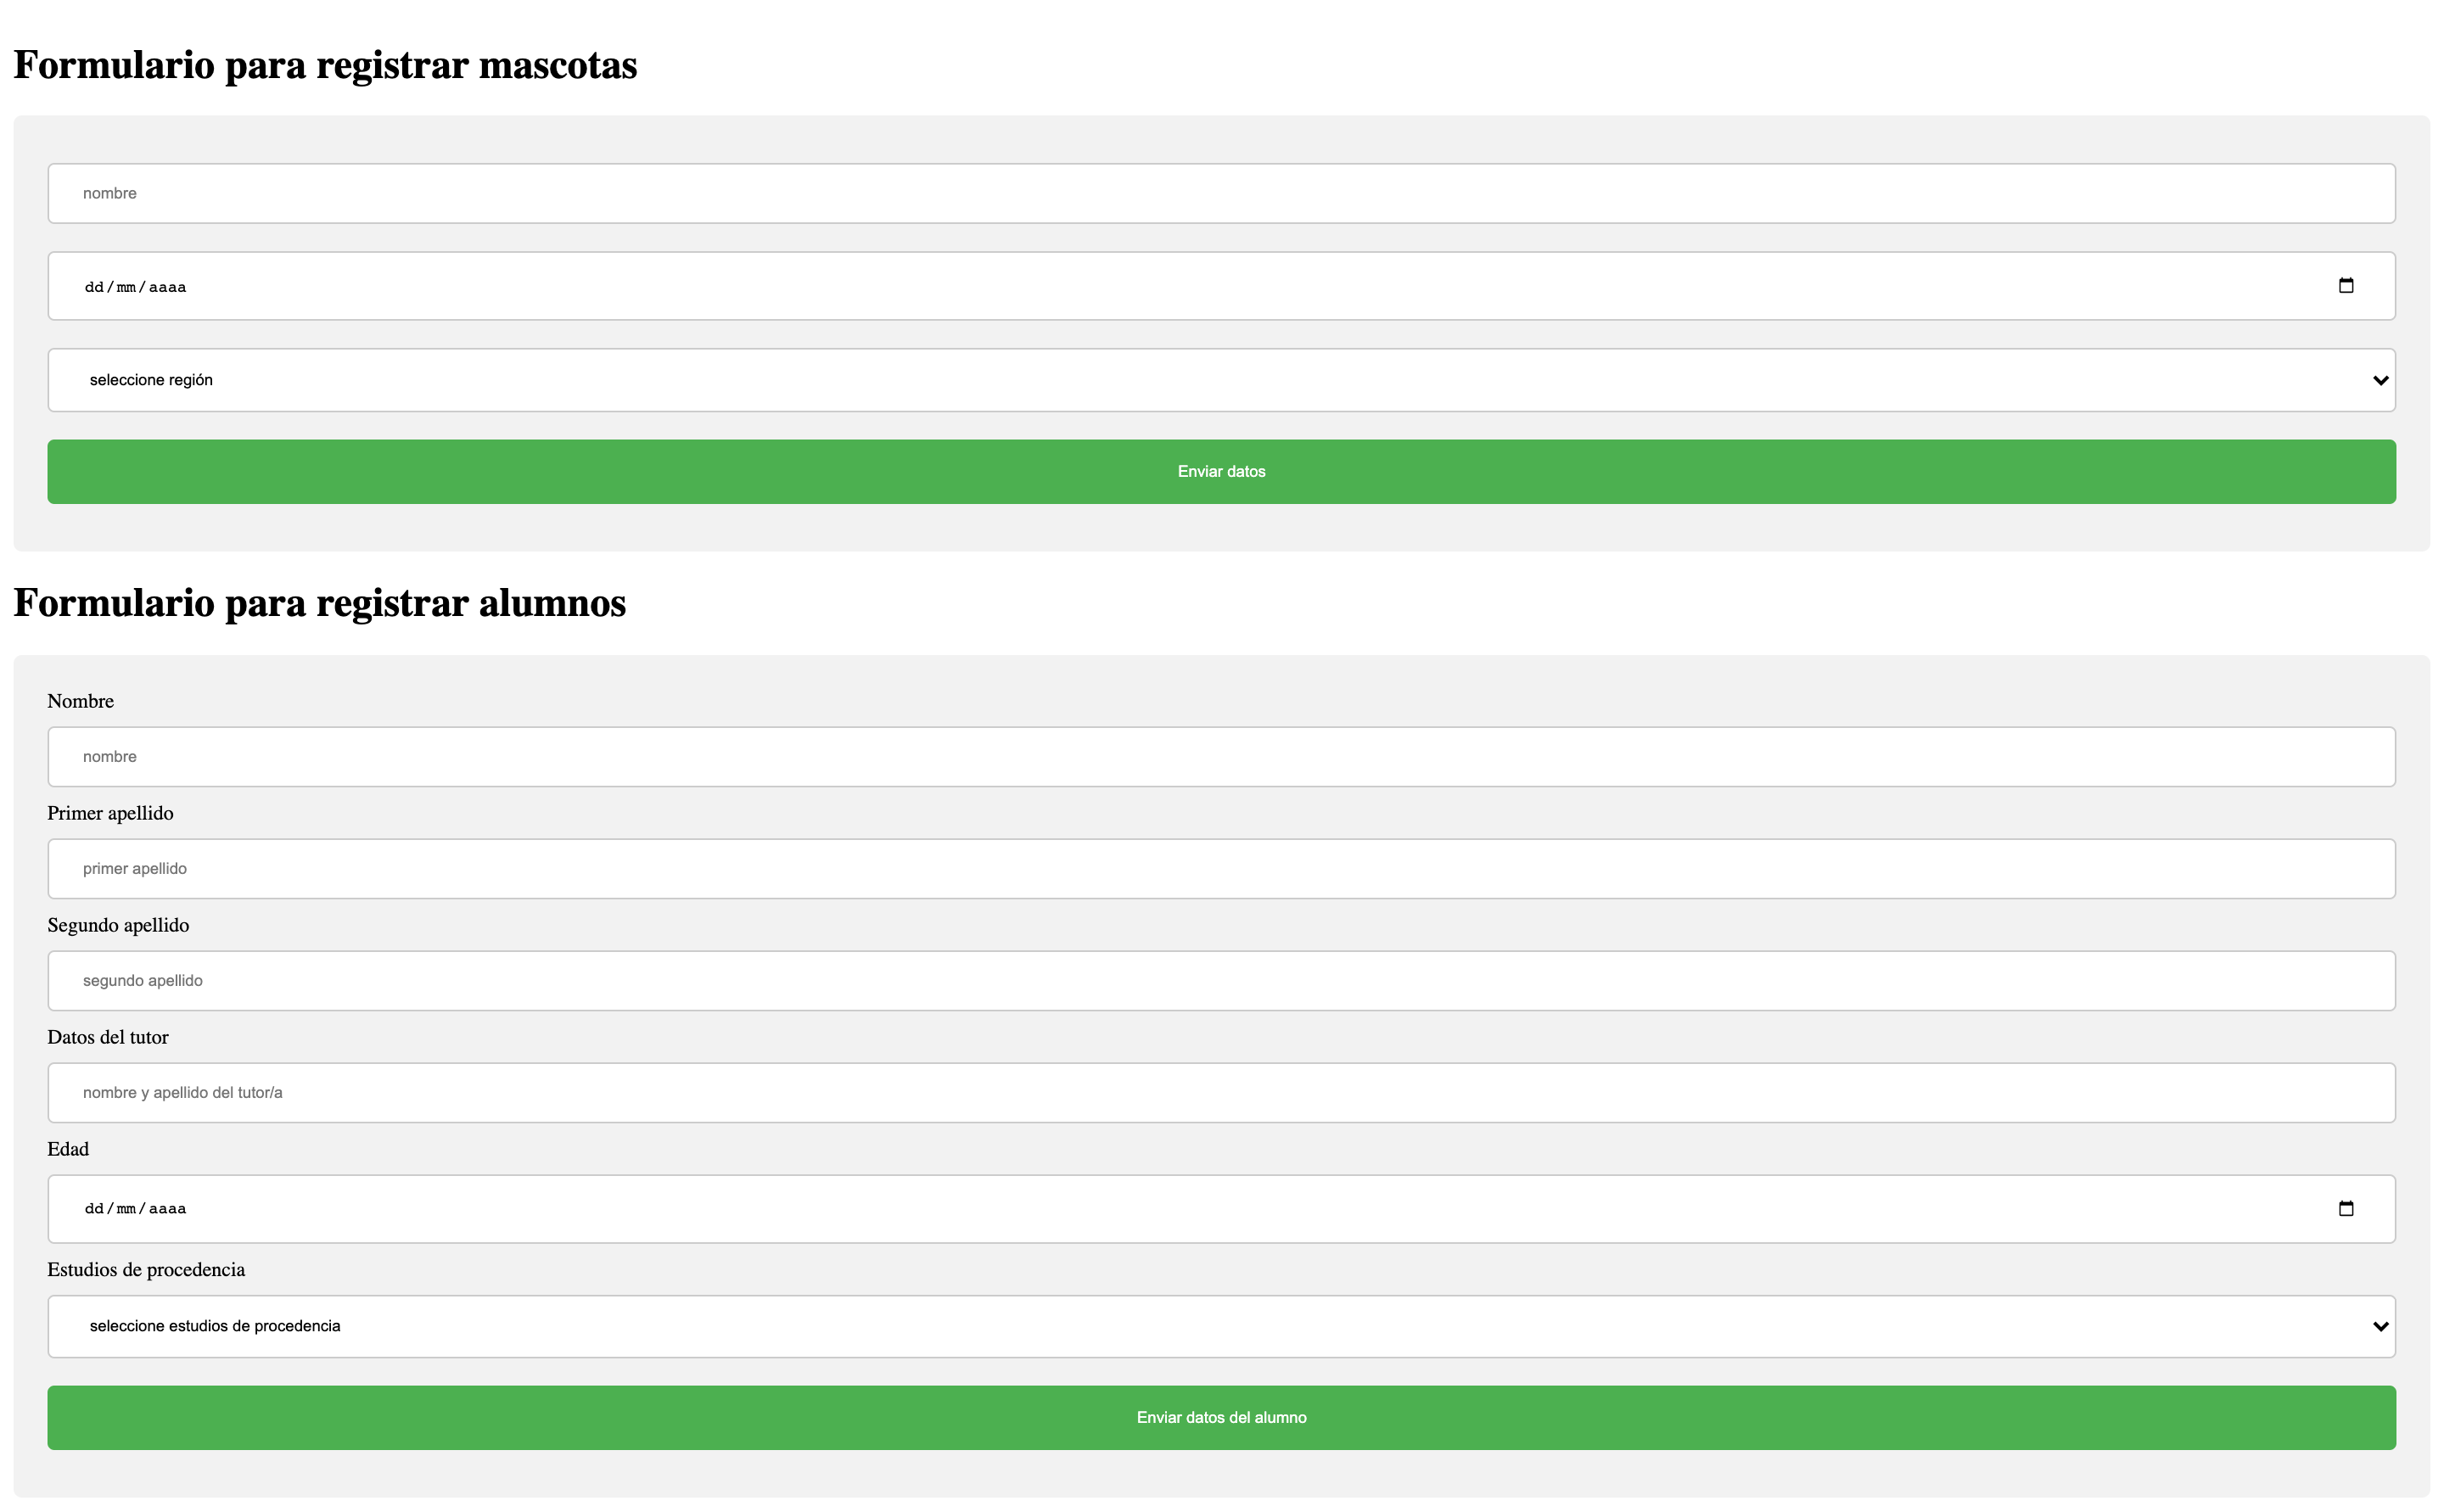 Formulario para registrar mascotas
nombre
dd/mm/aaaa
seleccione región
Enviar datos
Formulario para registrar alumnos
Nombre
nombre
Primer apellido
primer apellido
Segundo apellido
segundo apellido
Datos del tutor
nombre y apellido del tutor/a
Edad
dd/mm/aaaa
Estudios de procedencia
seleccione estudios de procedencia
Enviar datos del alumno